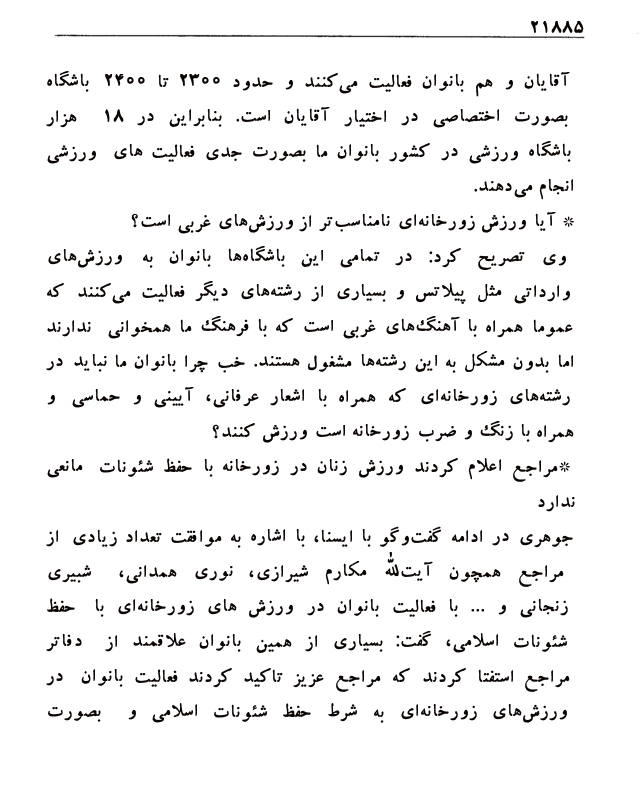 ۲۱۸۸۵
آقایان و هم بانوان فعالیت می‌کنند و حدود ۲۳۰۰ تا ۲۴۰۰ باشگاه
بصورت اختصاصی در اختیار آقایان است. بنابراین در ۱۸ هزار
باشگاه ورزشی در کشور بانوان ما بصورت جدی فعالیت های ورزشی
انجام می‌دهند.
* آیا ورزش زورخانه‌ای نامناسب‌تر از ورزش‌های غربی است؟
وی تصریح کرد: در تمامی این باشگاه‌ها بانوان به ورزش‌های
وارداتی مثل پیلاتس و بسیاری از رشته‌های دیگر فعالیت می‌کنند که
عموما همراه با آهنگ‌های غربی است که با فرهنگ ما همخوانی ندارند
اما بدون مشکل به این رشته‌ها مشغول هستند. خب چرا بانوان ما نباید در
رشته‌های زورخانه‌ای که همراه با اشعار عرفانی، آیینی و حماسی و
همراه با زنگ و ضرب زورخانه است ورزش کنند؟
*مراجع اعلام کردند ورزش زنان در زورخانه با حفظ شئونات مانعی
ندارد
جوهری در ادامه گفت‌وگو با ایسنا، با اشاره به موافقت تعداد زیادی از
مراجع همچون آیت‌الله مکارم شیرازی، نوری همدانی، شبیری
زنجانی و ... با فعالیت بانوان در ورزش های زورخانه‌ای با حفظ
شئونات اسلامی، گفت: بسیاری از همین بانوان علاقمند از دفاتر
مراجع استفتا کردند که مراجع عزیز تاکید کردند فعالیت بانوان در
ورزش‌های زورخانه‌ای به شرط حفظ شئونات اسلامی و بصورت